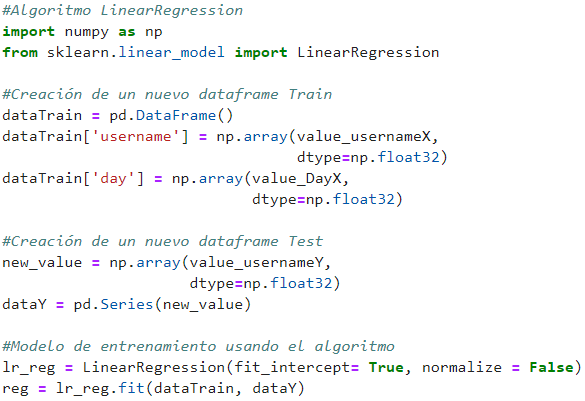 #Algoritmo LinearRegression
import numpy as np
from sklearn.linear_model import LinearRegression
#Creación de un nuevo dataframe Train
dataTrain = pd.DataFrame()
dataTrain['username'] = np.array(value_usernameX,
dtype=np.float32)
dataTrain['day'] = np.array(value_DayX,
dtype=np.float32)
#Creación de un nuevo dataframe Test
new_value = np.array(value_usernameY,
dtype=np.float32)
dataY = pd.Series(new_value)
#Modelo de entrenamiento usando el algoritmo
lr_reg = LinearRegression(fit_intercept= True, normalize = False)
reg = lr_reg.fit(dataTrain, dataY)